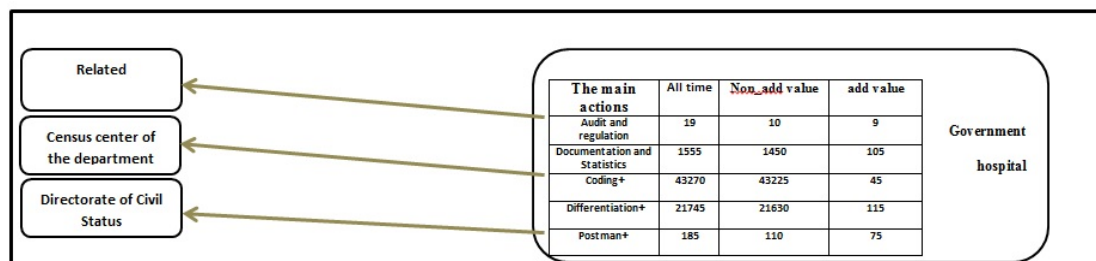 Related
Census center of
the department
Directorate of Civil
Status
The main
actions
All time
Non_add value
add value
Audit and
regulation
19
10
9
Documentation and
Statistics
1555
1450
105
Coding+
43270
43225
45
Differentiation+
21745
21630
115
Postman+
185
110
75
Government
hospital